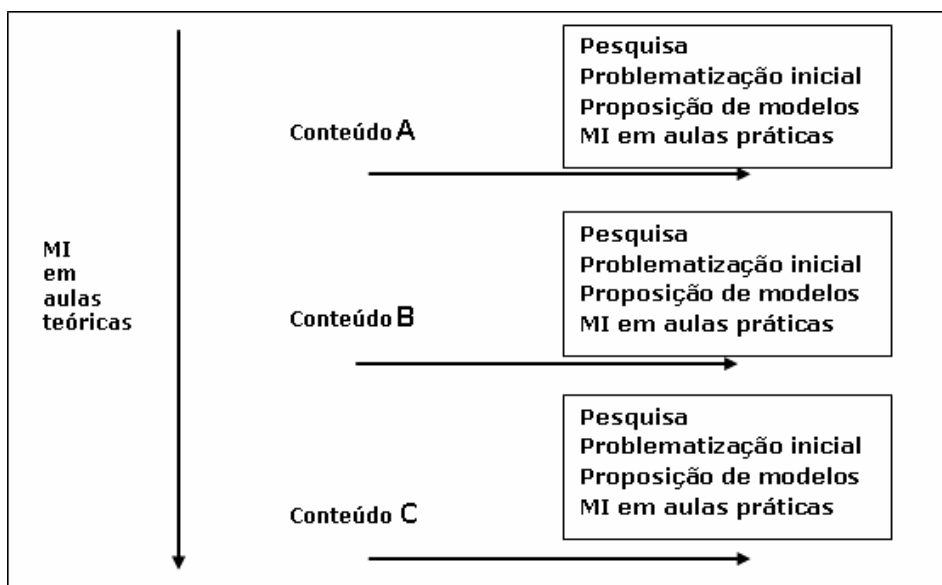 Pesquisa
Problematização inicial
Proposição de modelos
MI em aulas práticas
Conteúdo A
MI
em
aulas
teóricas
Pesquisa
Problematização inicial
Proposição de modelos
MI em aulas práticas
Conteúdo B
Pesquisa
Problematização inicial
Proposição de modelos
MI em aulas práticas
Conteúdo C